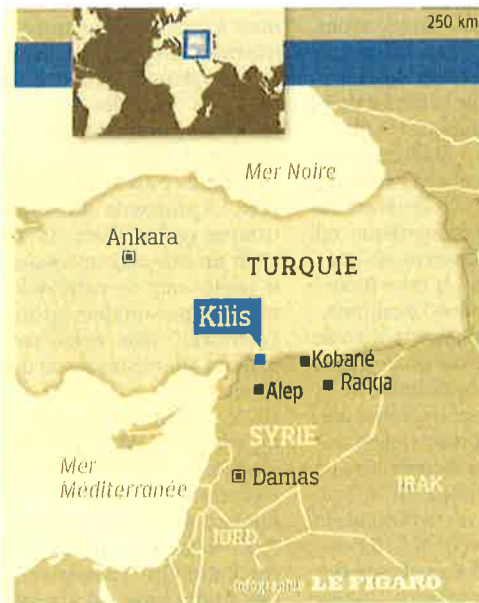 250 km
Mer Noire
Ankara
TURQUIE
Kilis
Kobané
Alep
Raqqa
SYRIE
Mer
Méditerranée
Damas
IRAK
JORD.
infographie LE FIGARO